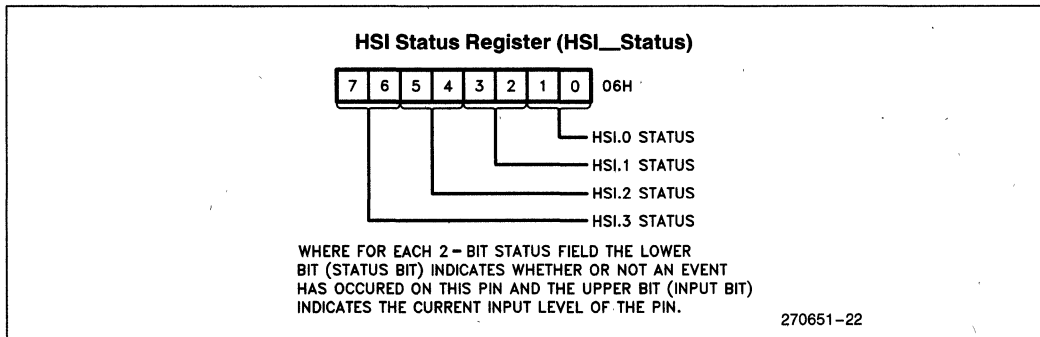 HSI Status Register (HSI__Status)
7 6 5 4 3 2 1 0 06H
HSI.0 STATUS
HSI.1 STATUS
HSI.2 STATUS
HSI.3 STATUS
WHERE FOR EACH 2-BIT STATUS FIELD THE LOWER
BIT (STATUS BIT) INDICATES WHETHER OR NOT AN EVENT
HAS OCCURED ON THIS PIN AND THE UPPER BIT (INPUT BIT)
INDICATES THE CURRENT INPUT LEVEL OF THE PIN.
270651-22